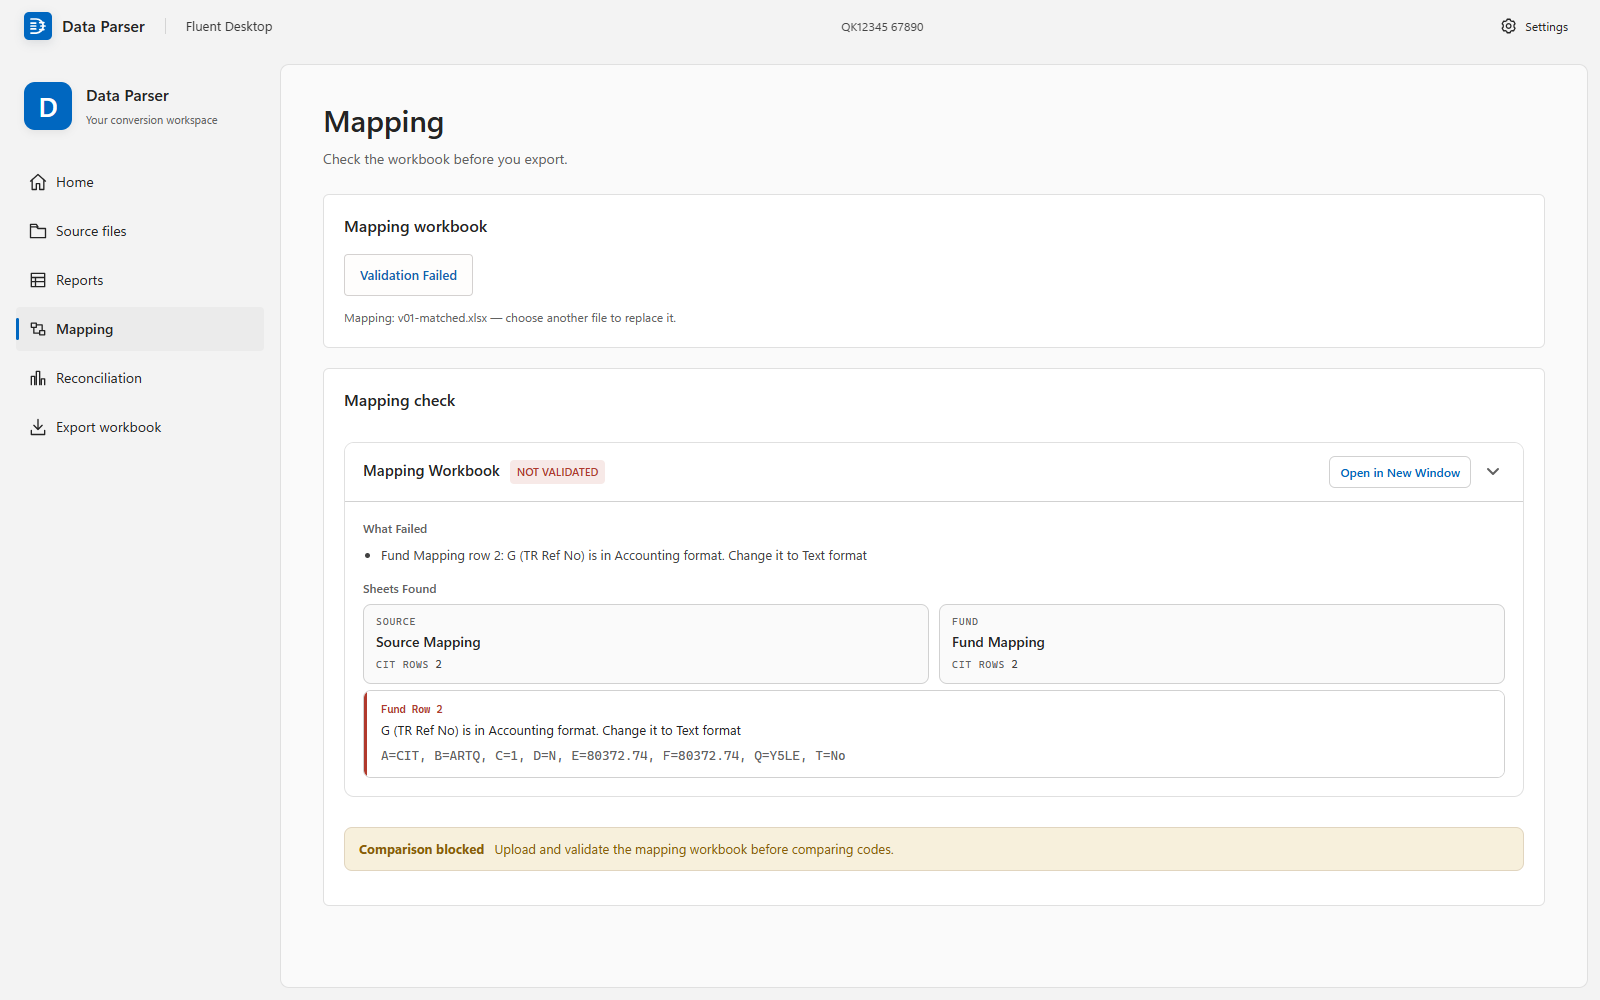 Data Parser
Fluent Desktop
QK12345 67890
Settings
D
Data Parser
Your conversion workspace
Home
Source files
Reports
Mapping
Reconciliation
Export workbook
Mapping
Check the workbook before you export.
Mapping workbook
Validation Failed
Mapping: v01-matched.xlsx — choose another file to replace it.
Mapping check
Mapping Workbook
NOT VALIDATED
Open in New Window
What Failed
• Fund Mapping row 2: G (TR Ref No) is in Accounting format. Change it to Text format
Sheets Found
SOURCE
Source Mapping
CIT ROWS 2
FUND
Fund Mapping
CIT ROWS 2
Fund Row 2
G (TR Ref No) is in Accounting format. Change it to Text format
A=CIT, B=ARTQ, C=1, D=N, E=80372.74, F=80372.74, Q=Y5LE, T=No
Comparison blocked Upload and validate the mapping workbook before comparing codes.